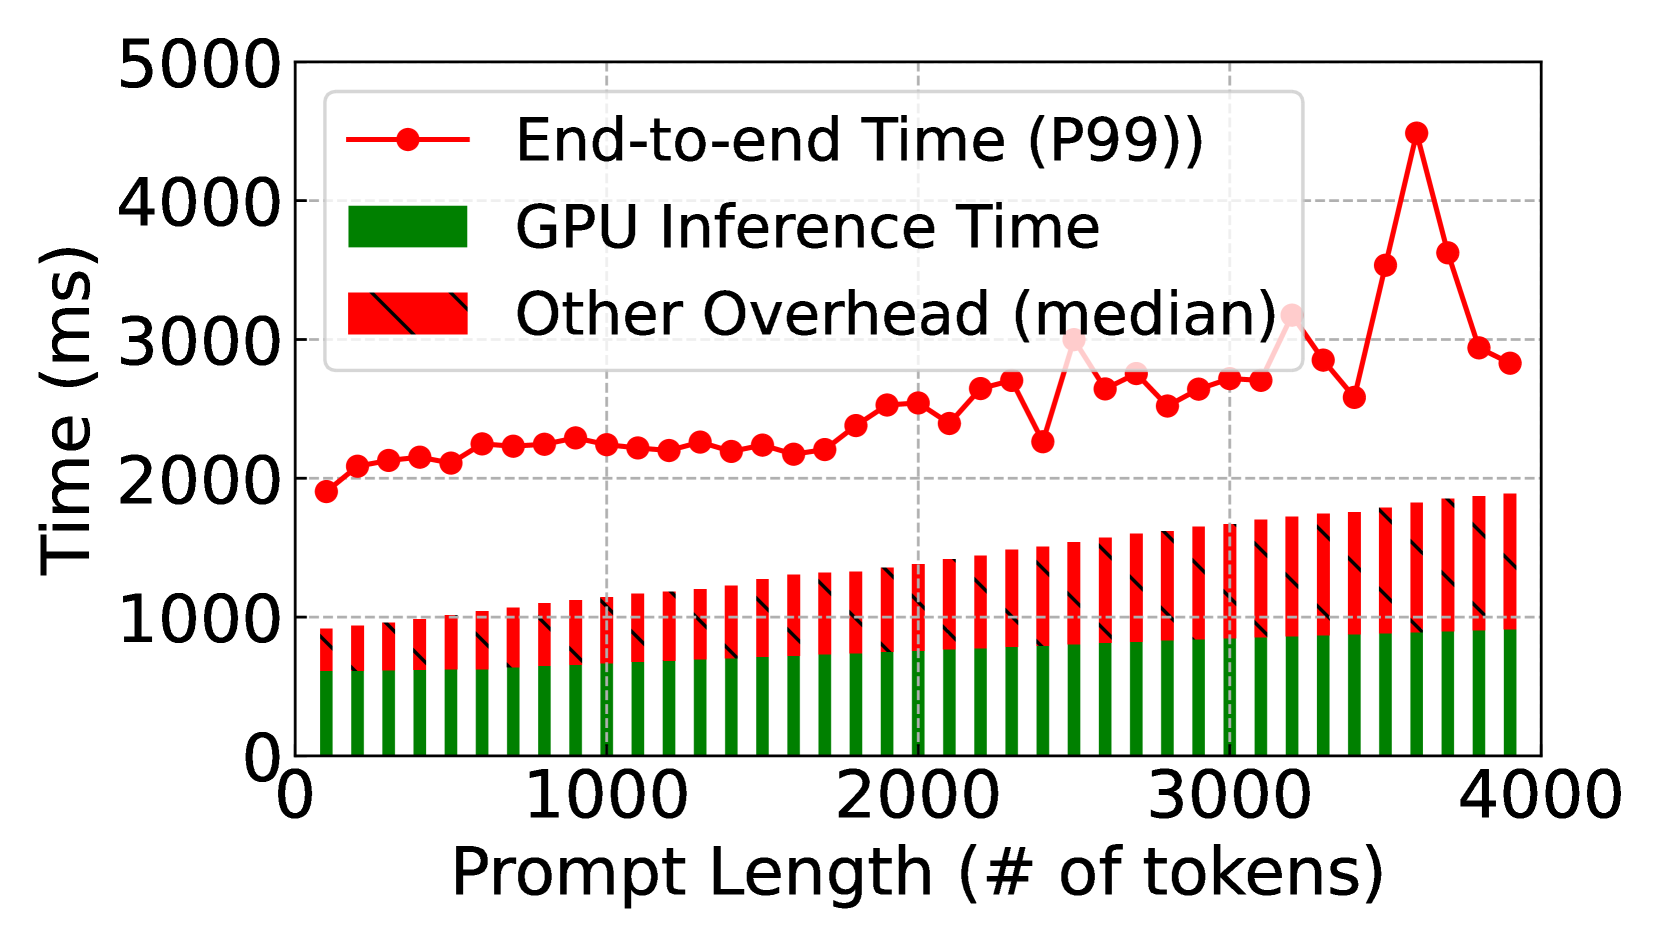 5000
4000
3000
2000
1000
0
Time (ms)
End-to-end Time (P99))
GPU Inference Time
Other Overhead (median)
0 1000 2000 3000 4000
Prompt Length (# of tokens)